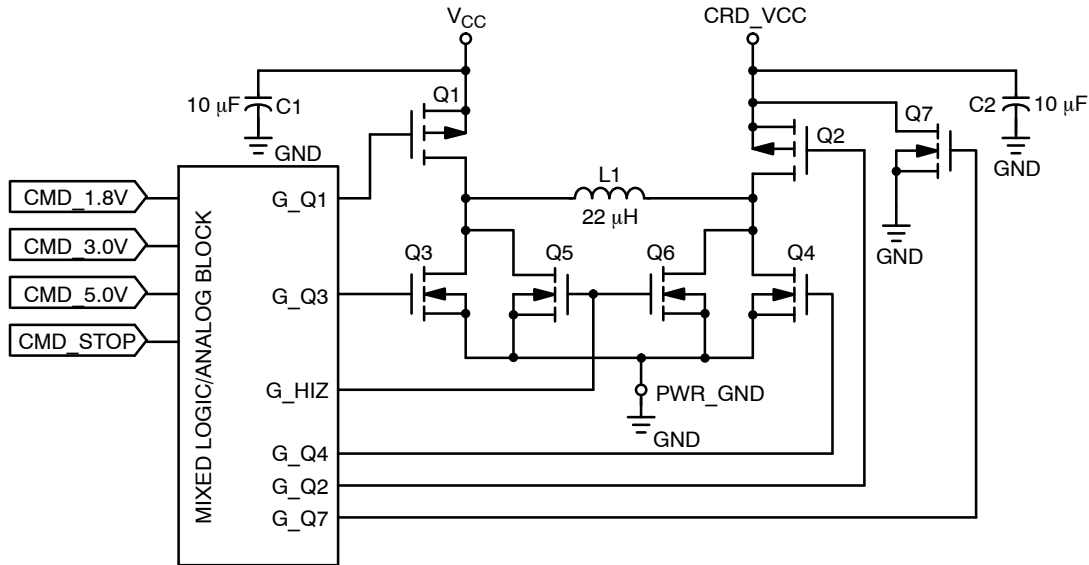 V_CC
CRD_VCC
10 μF
C1
Q1
Q2
Q7
C2
10 μF
GND
GND
GND
MIXED LOGIC/ANALOG BLOCK
CMD_1.8V
CMD_3.0V
CMD_5.0V
CMD_STOP
G_Q1
L1
22 μH
Q3
Q5
Q6
Q4
G_Q3
G_HIZ
PWR_GND
GND
G_Q4
G_Q2
G_Q7